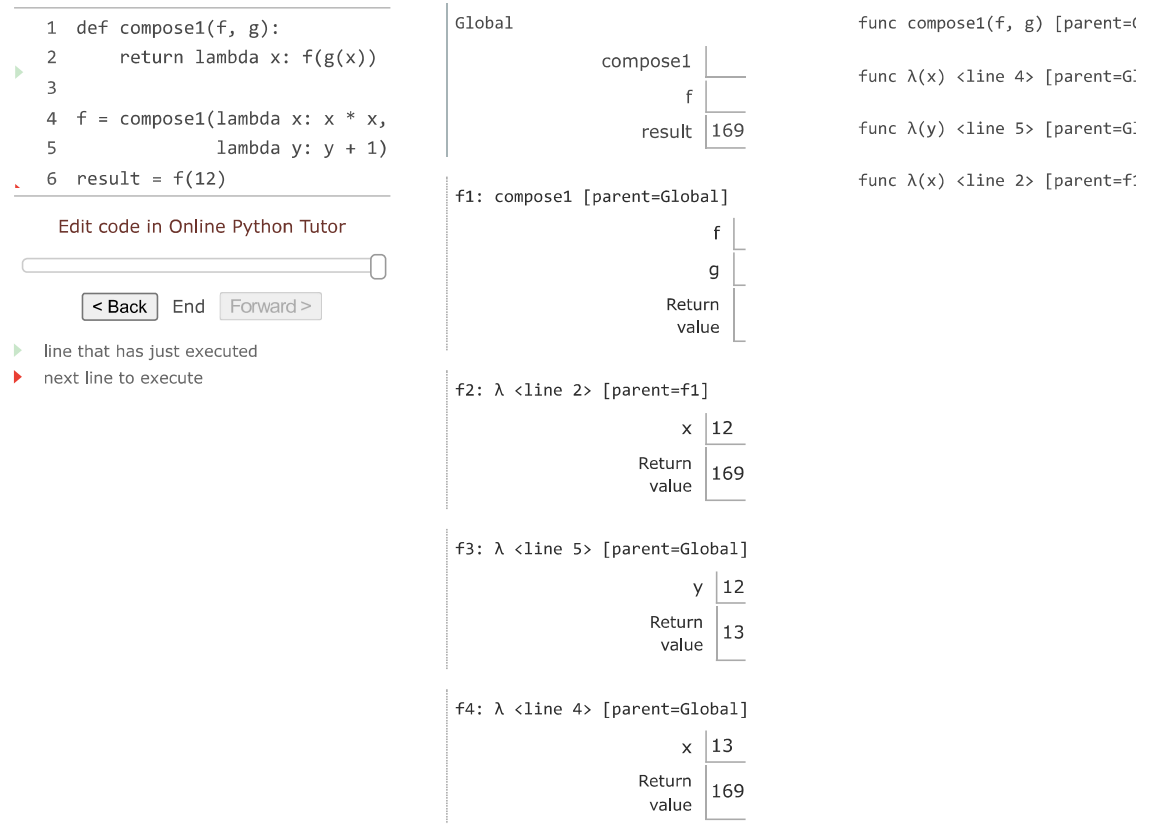 1 def compose1(f, g):
2     return lambda x: f(g(x))
3
4 f = compose1(lambda x: x * x,
5              lambda y: y + 1)
6 result = f(12)
Edit code in Online Python Tutor
< Back End Forward >
line that has just executed
next line to execute
Global
compose1
f
result 169
f1: compose1 [parent=Global]
f
g
Return
value
f2: λ <line 2> [parent=f1]
x 12
Return
value 169
f3: λ <line 5> [parent=Global]
y 12
Return
value 13
f4: λ <line 4> [parent=Global]
x 13
Return
value 169
func compose1(f, g) [parent=
func λ(x) <line 4> [parent=Gl
func λ(y) <line 5> [parent=Gl
func λ(x) <line 2> [parent=f1